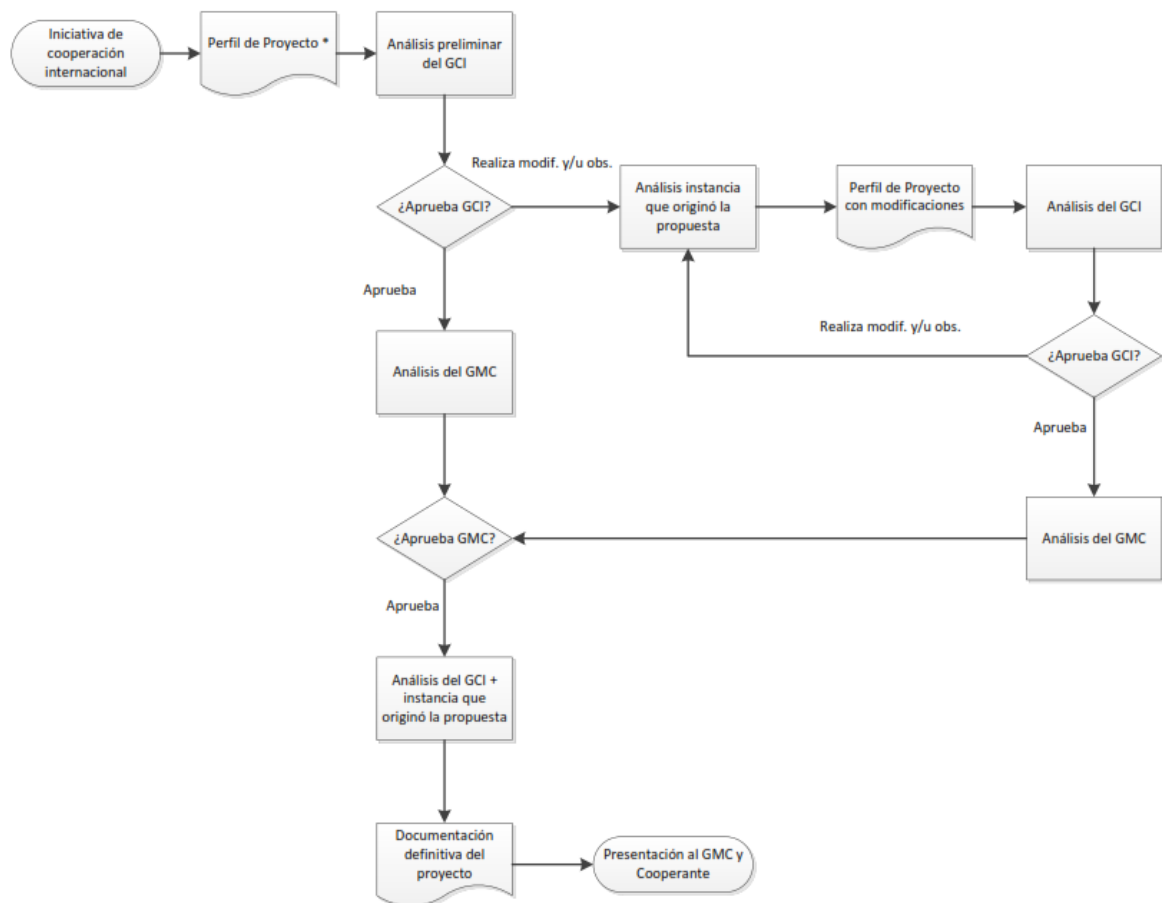 Iniciativa de
cooperación
internacional
Perfil de Proyecto *
Análisis preliminar
del GCI
Realiza modif. y/u obs.
¿Aprueba GCI?
Análisis instancia
que originó la
propuesta
Perfil de Proyecto
con modificaciones
Análisis del GCI
Aprueba
Realiza modif. y/u obs.
¿Aprueba GCI?
Análisis del GMC
Aprueba
¿Aprueba GMC?
Análisis del GMC
Aprueba
Análisis del GCI +
instancia que
originó la propuesta
Documentación
definitiva del
proyecto
Presentación al GMC y
Cooperante